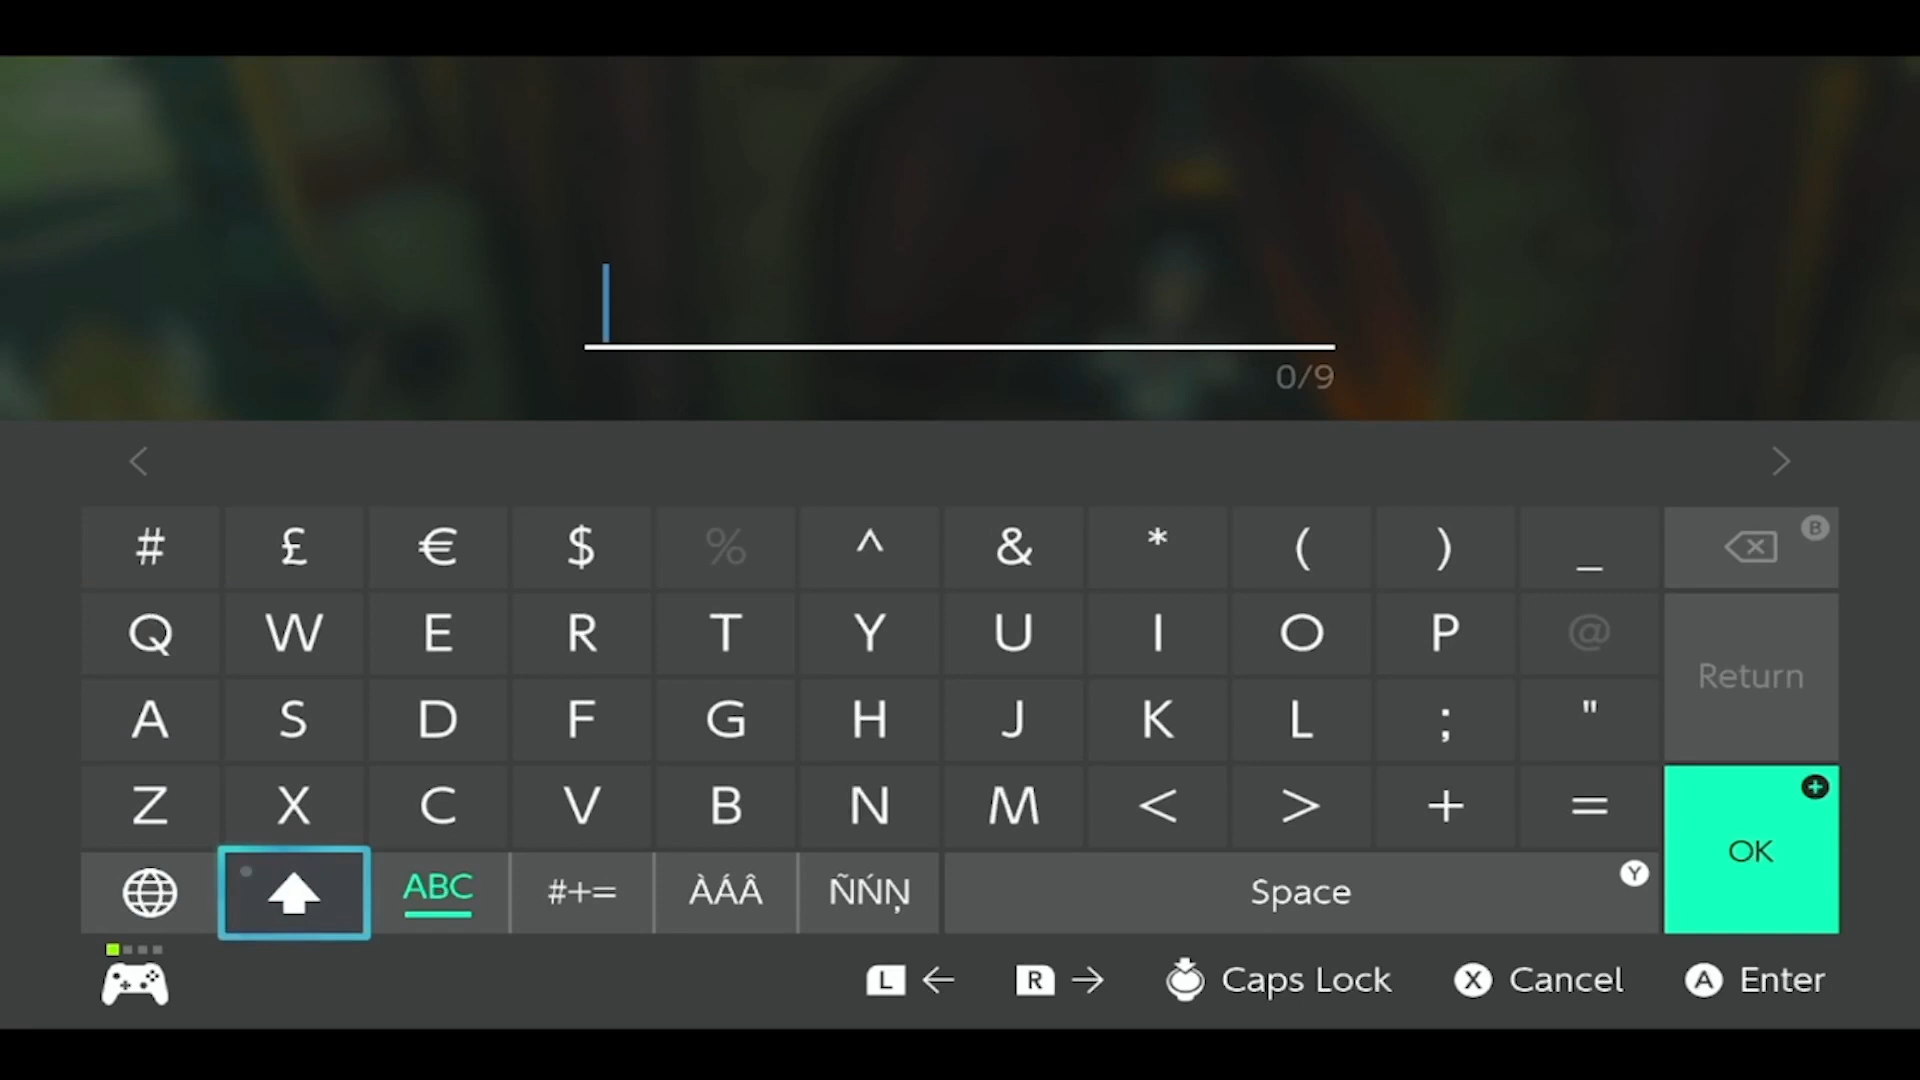 0/9
< >
# £ € $ % ^ & * ( ) _ B
Q W E R T Y U I O P @ Return
A S D F G H J K L ; "
Z X C V B N M < > + = + OK
ABC #+= ÀÁÂ ÑŃŅ Space Y
L ← R → Caps Lock X Cancel A Enter